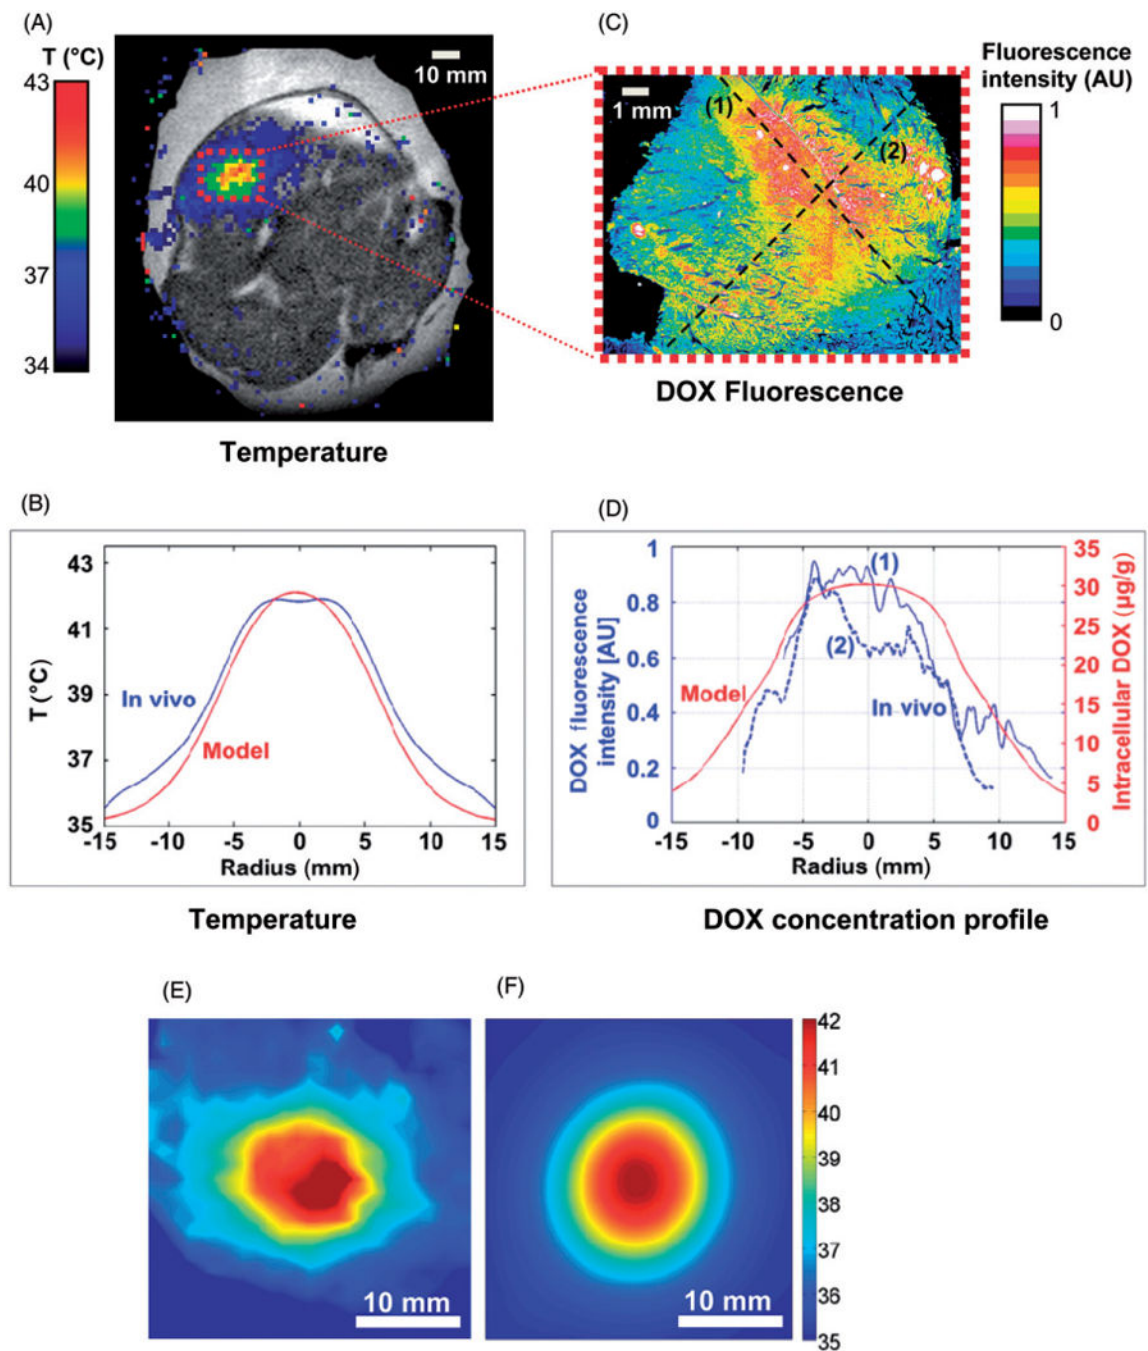 (A)
T (°C)
43
40
37
34
10 mm
Temperature
(C)
1 mm
(1)
(2)
DOX Fluorescence
Fluorescence
intensity (AU)
1
0
(B)
T (°C)
43
41
39
37
35
In vivo
Model
-15 -10 -5 0 5 10 15
Radius (mm)
Temperature
(D)
DOX fluorescence
intensity [AU]
1
0.8
0.6
0.4
0.2
0
(1)
(2)
Model
In vivo
35
30
25
20
15
10
5
0
Intracellular DOX (µg/g)
-15 -10 -5 0 5 10 15
Radius (mm)
DOX concentration profile
(E)
10 mm
(F)
10 mm
42
41
40
39
38
37
36
35